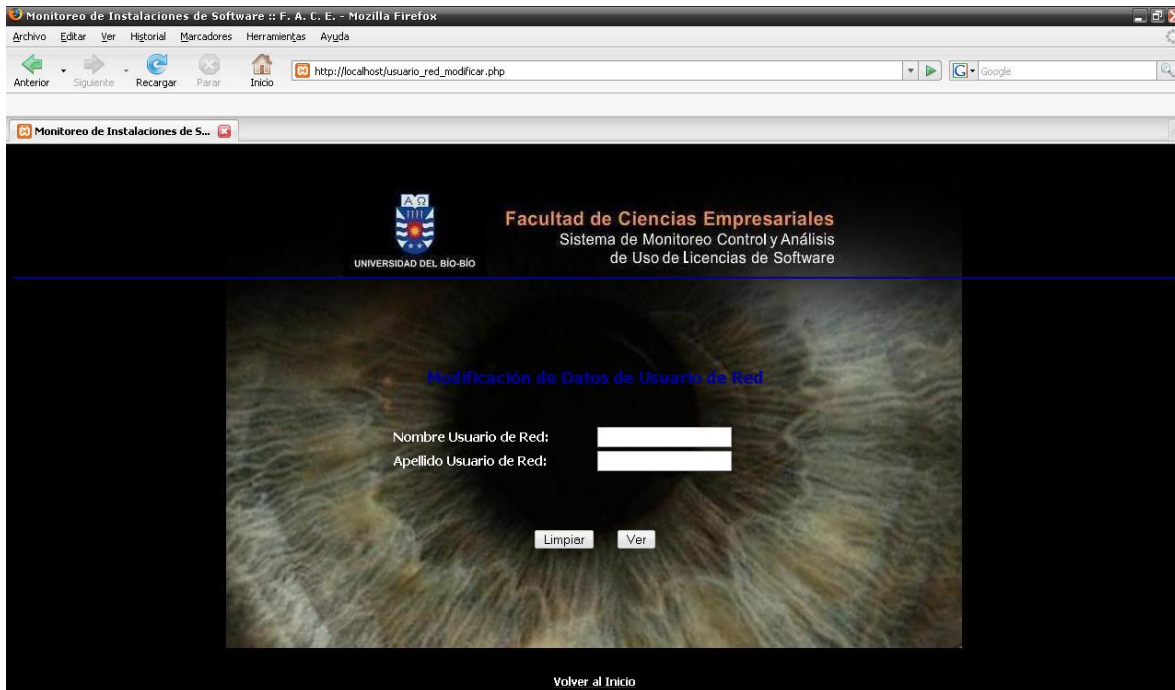 Monitoreo de Instalaciones de Software :: F. A. C. E. - Mozilla Firefox
Archivo Editar Ver Historial Marcadores Herramientas Ayuda
Anterior Siguiente Recargar Parar Inicio
http://localhost/usuario_red_modificar.php
G Google
Monitoreo de Instalaciones de S...
ΑΩ
UNIVERSIDAD DEL BIO-BIO
Facultad de Ciencias Empresariales
Sistema de Monitoreo Control y Análisis
de Uso de Licencias de Software
Modificación de Datos de Usuario de Red
Nombre Usuario de Red:
Apellido Usuario de Red:
Limpiar Ver
Volver al Inicio